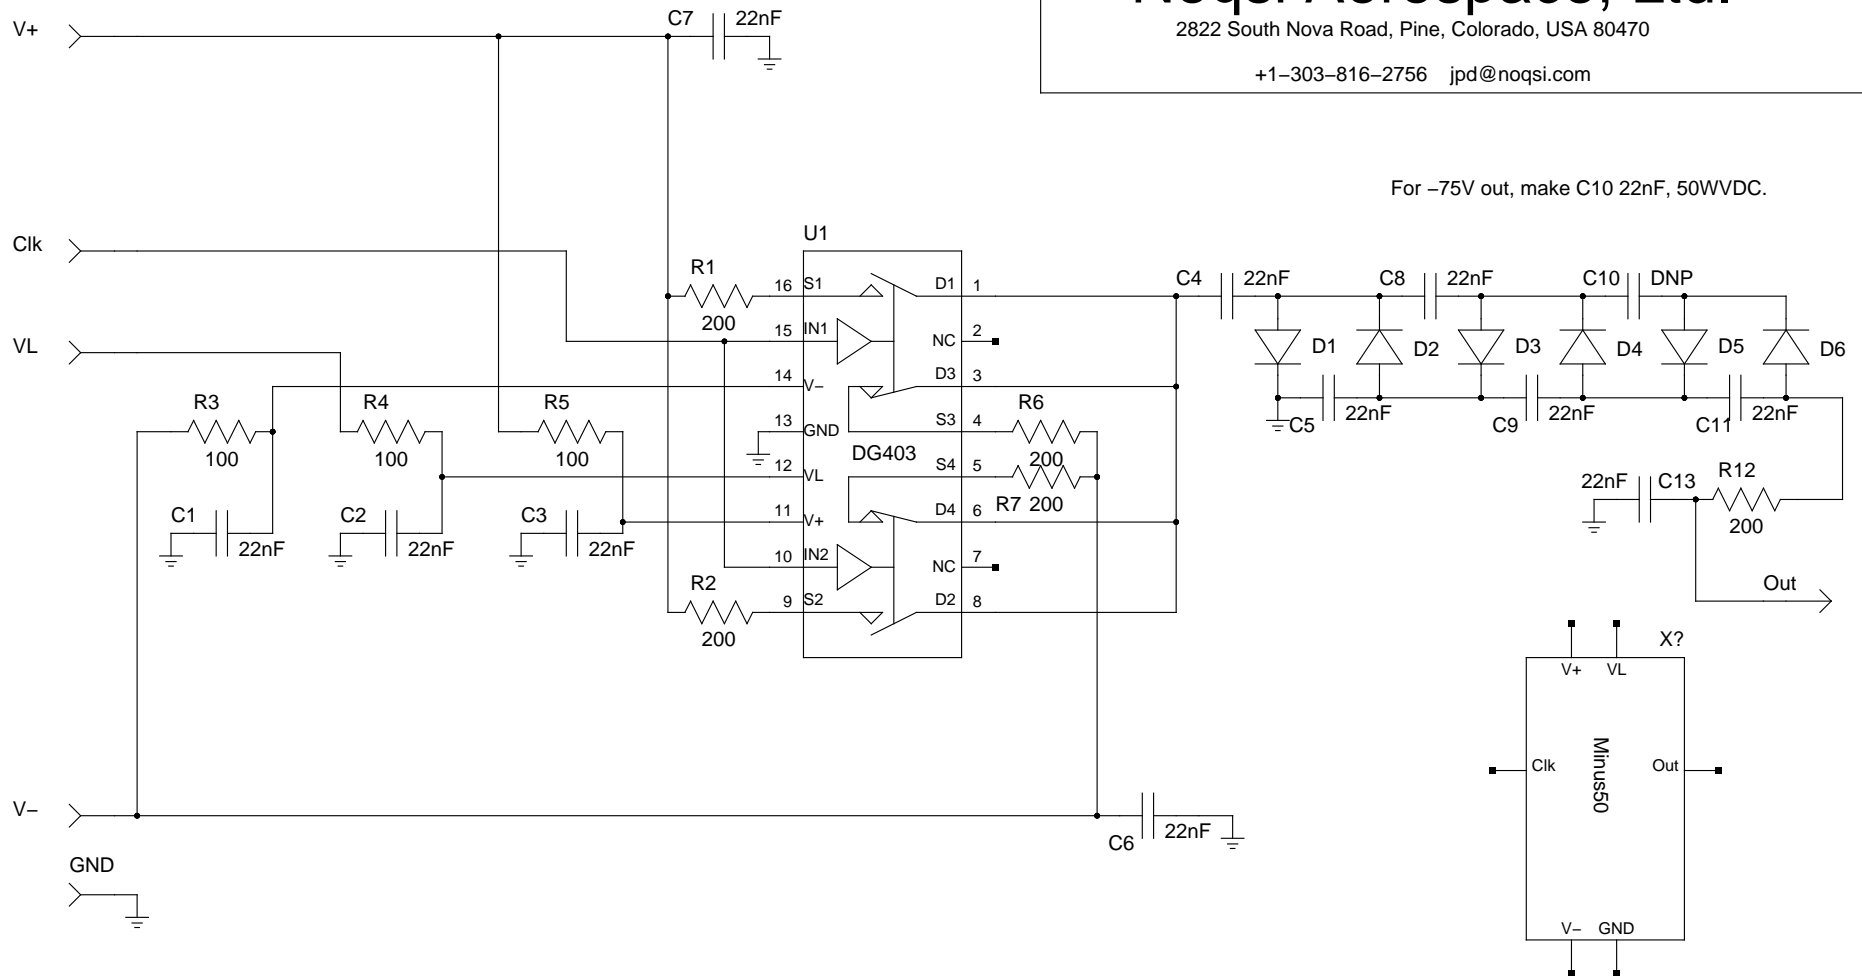 Noqsi Aerospace, Ltd.
2822 South Nova Road, Pine, Colorado, USA 80470
+1−303−816−2756 jpd@noqsi.com
V+
C7
22nF
For −75V out, make C10 22nF, 50WVDC.
Clk
VL
V−
GND
R3
100
R4
100
R5
100
C1
22nF
C2
22nF
C3
22nF
R1
200
R2
200
U1
DG403
16
S1
15
IN1
14
V−
13
GND
12
VL
11
V+
10
IN2
9
S2
D1
1
NC
2
D3
3
S3
4
S4
5
D4
6
NC
7
D2
8
R6
200
R7
200
C6
22nF
C4
22nF
C8
22nF
C10
DNP
D1
D2
D3
D4
D5
D6
C5
22nF
C9
22nF
C11
22nF
22nF
C13
R12
200
Out
X?
V+
VL
Clk
Minus50
Out
V−
GND